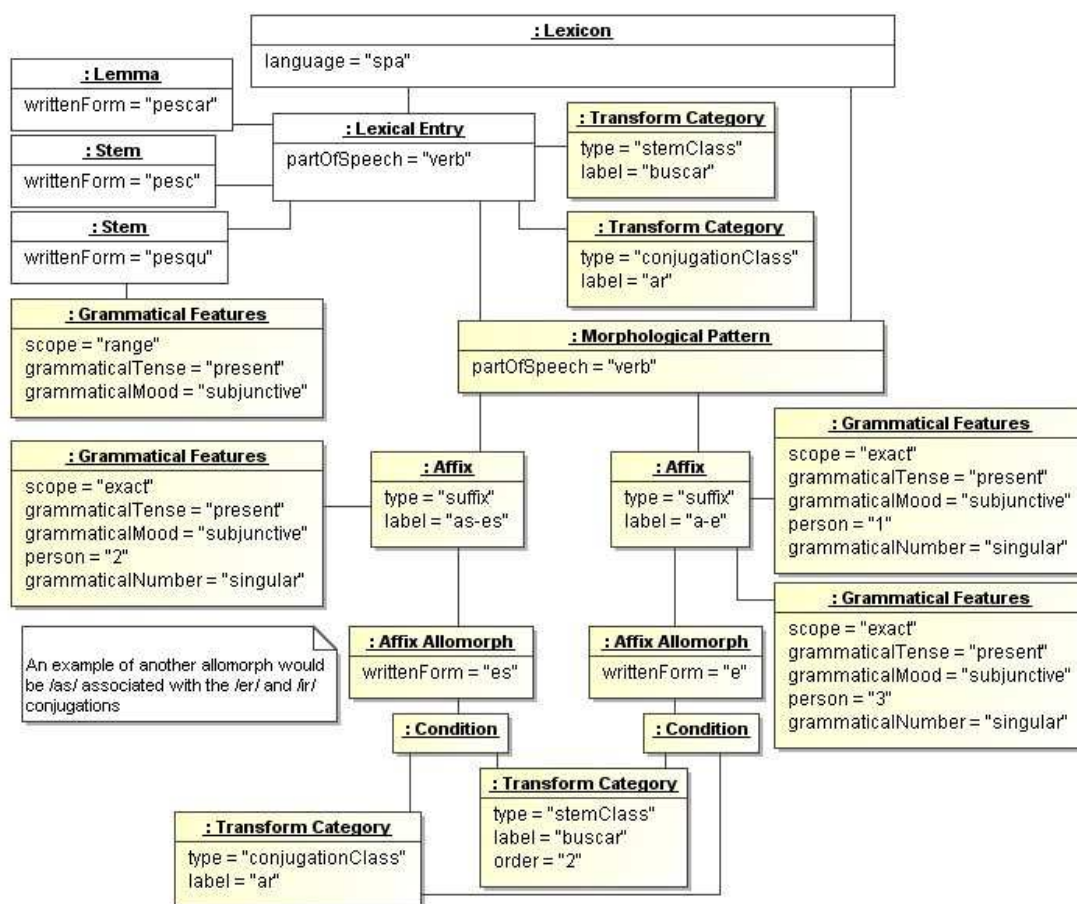 : Lexicon
language = "spa"
: Lemma
writtenForm = "pescar"
: Lexical Entry
partOfSpeech = "verb"
: Transform Category
type = "stemClass"
label = "buscar"
: Stem
writtenForm = "pesc"
: Stem
writtenForm = "pesqu"
: Transform Category
type = "conjugationClass"
label = "ar"
: Grammatical Features
scope = "range"
grammaticalTense = "present"
grammaticalMood = "subjunctive"
: Morphological Pattern
partOfSpeech = "verb"
: Grammatical Features
scope = "exact"
grammaticalTense = "present"
grammaticalMood = "subjunctive"
person = "2"
grammaticalNumber = "singular"
: Affix
type = "suffix"
label = "as-es"
: Affix
type = "suffix"
label = "a-e"
: Grammatical Features
scope = "exact"
grammaticalTense = "present"
grammaticalMood = "subjunctive"
person = "1"
grammaticalNumber = "singular"
: Grammatical Features
scope = "exact"
grammaticalTense = "present"
grammaticalMood = "subjunctive"
person = "3"
grammaticalNumber = "singular"
An example of another allomorph would
be /as/ associated with the /er/ and /ir/
conjugations
: Affix Allomorph
writtenForm = "es"
: Affix Allomorph
writtenForm = "e"
: Condition
: Condition
: Transform Category
type = "stemClass"
label = "buscar"
order = "2"
: Transform Category
type = "conjugationClass"
label = "ar"